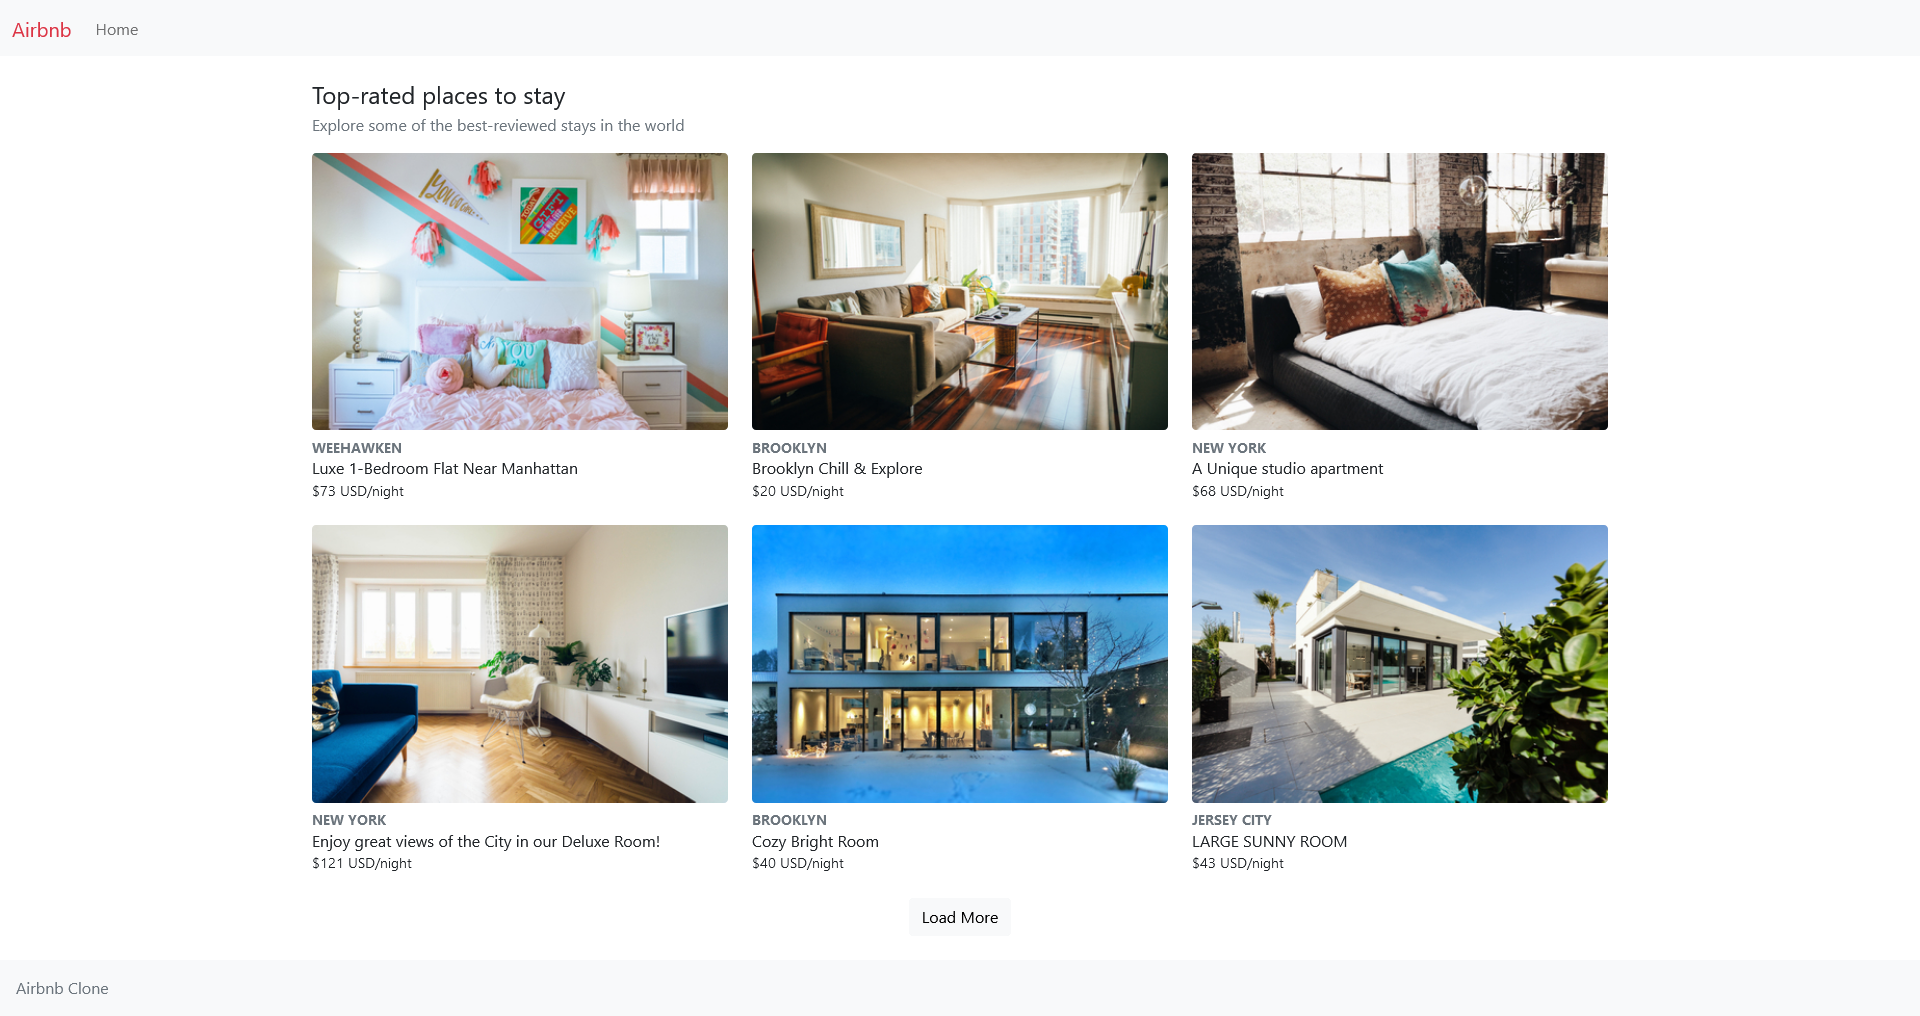 Airbnb Home
Top-rated places to stay
Explore some of the best-reviewed stays in the world
WEEHAWKEN
Luxe 1-Bedroom Flat Near Manhattan
$73 USD/night
BROOKLYN
Brooklyn Chill & Explore
$20 USD/night
NEW YORK
A Unique studio apartment
$68 USD/night
NEW YORK
Enjoy great views of the City in our Deluxe Room!
$121 USD/night
BROOKLYN
Cozy Bright Room
$40 USD/night
JERSEY CITY
LARGE SUNNY ROOM
$43 USD/night
Load More
Airbnb Clone